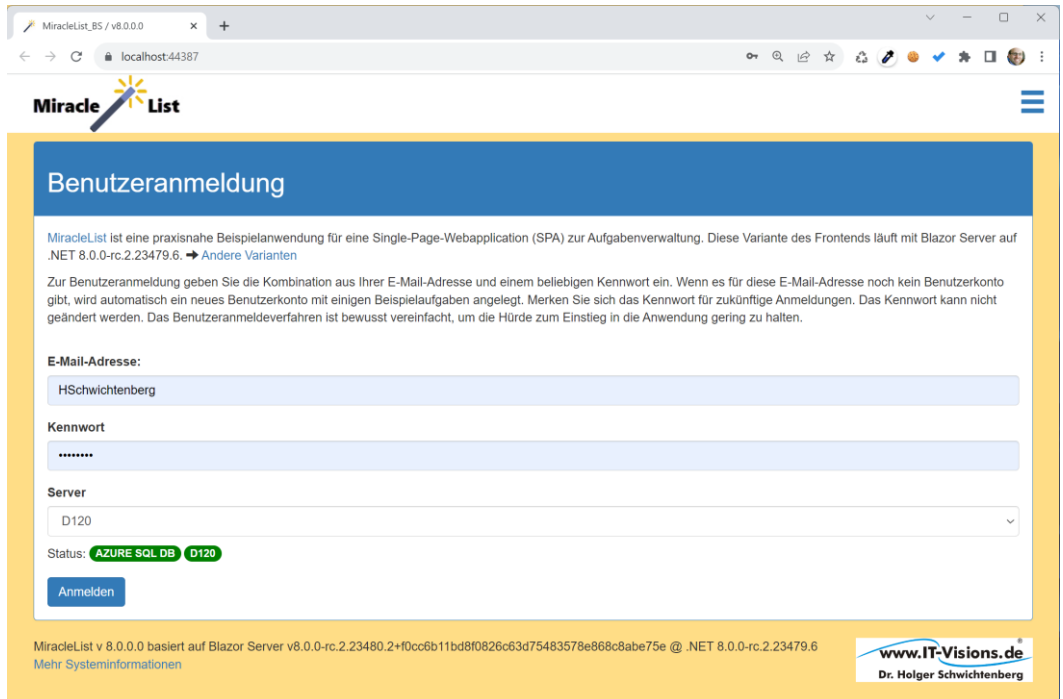 MiracleList_BS / v8.0.0.0
localhost:44387
Miracle List
Benutzeranmeldung
MiracleList ist eine praxisnahe Beispielanwendung für eine Single-Page-Webapplication (SPA) zur Aufgabenverwaltung. Diese Variante des Frontends läuft mit Blazor Server auf
.NET 8.0.0-rc.2.23479.6. ➔ Andere Varianten
Zur Benutzeranmeldung geben Sie die Kombination aus Ihrer E-Mail-Adresse und einem beliebigen Kennwort ein. Wenn es für diese E-Mail-Adresse noch kein Benutzerkonto
gibt, wird automatisch ein neues Benutzerkonto mit einigen Beispielaufgaben angelegt. Merken Sie sich das Kennwort für zukünftige Anmeldungen. Das Kennwort kann nicht
geändert werden. Das Benutzeranmeldeverfahren ist bewusst vereinfacht, um die Hürde zum Einstieg in die Anwendung gering zu halten.
E-Mail-Adresse:
HSchwichtenberg
Kennwort
••••••••
Server
D120
Status: AZURE SQL DB D120
Anmelden
MiracleList v 8.0.0.0 basiert auf Blazor Server v8.0.0-rc.2.23480.2+f0cc6b11bd8f0826c63d75483578e868c8abe75e @ .NET 8.0.0-rc.2.23479.6
Mehr Systeminformationen
www.IT-Visions.de
Dr. Holger Schwichtenberg